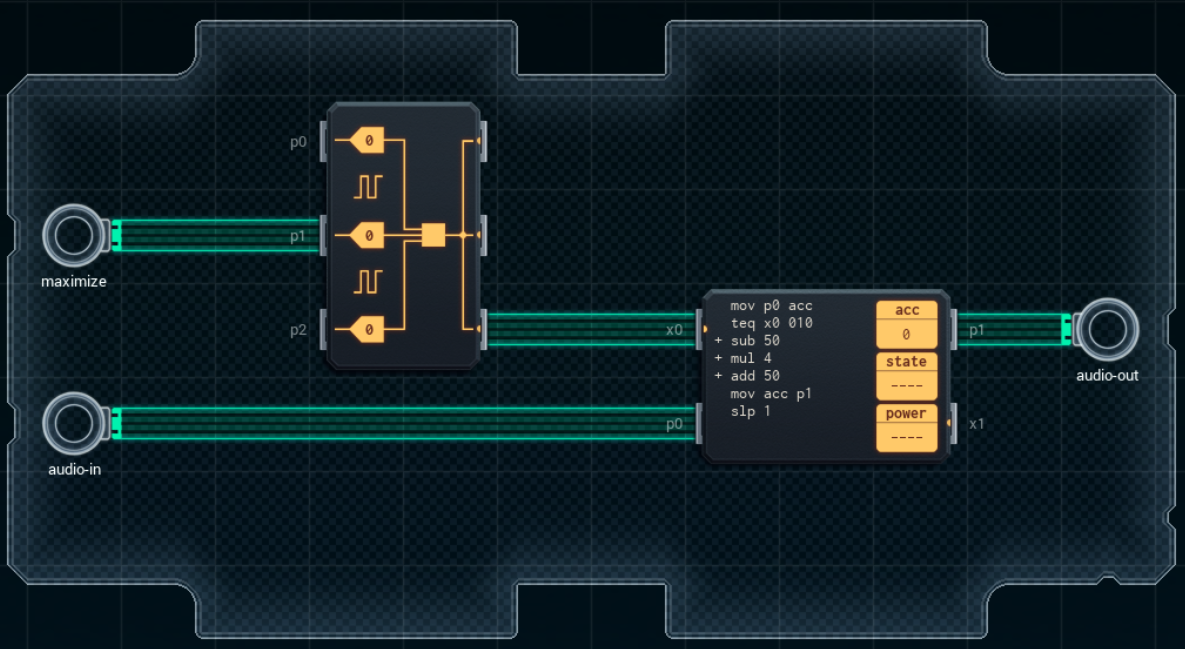 p0
0
maximize
p1
0
p2
0
audio-in
x0
p0
mov p0 acc
teq x0 010
+ sub 50
+ mul 4
+ add 50
mov acc p1
slp 1
acc
0
state
----
power
----
p1
x1
audio-out